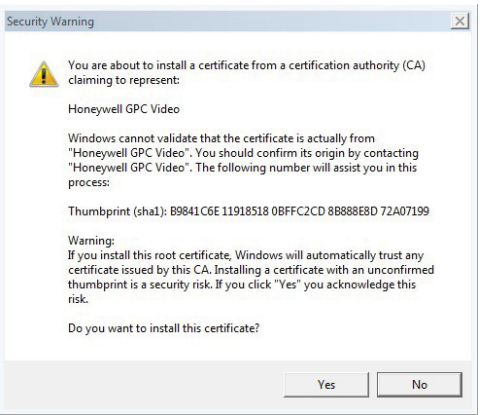 Security Warning
You are about to install a certificate from a certification authority (CA)
claiming to represent:
Honeywell GPC Video
Windows cannot validate that the certificate is actually from
"Honeywell GPC Video". You should confirm its origin by contacting
"Honeywell GPC Video". The following number will assist you in this
process:
Thumbprint (sha1): B9841C6E 11918518 0BFFC2CD 8B888E8D 72A07199
Warning:
If you install this root certificate, Windows will automatically trust any
certificate issued by this CA. Installing a certificate with an unconfirmed
thumbprint is a security risk. If you click "Yes" you acknowledge this
risk.
Do you want to install this certificate?
Yes No